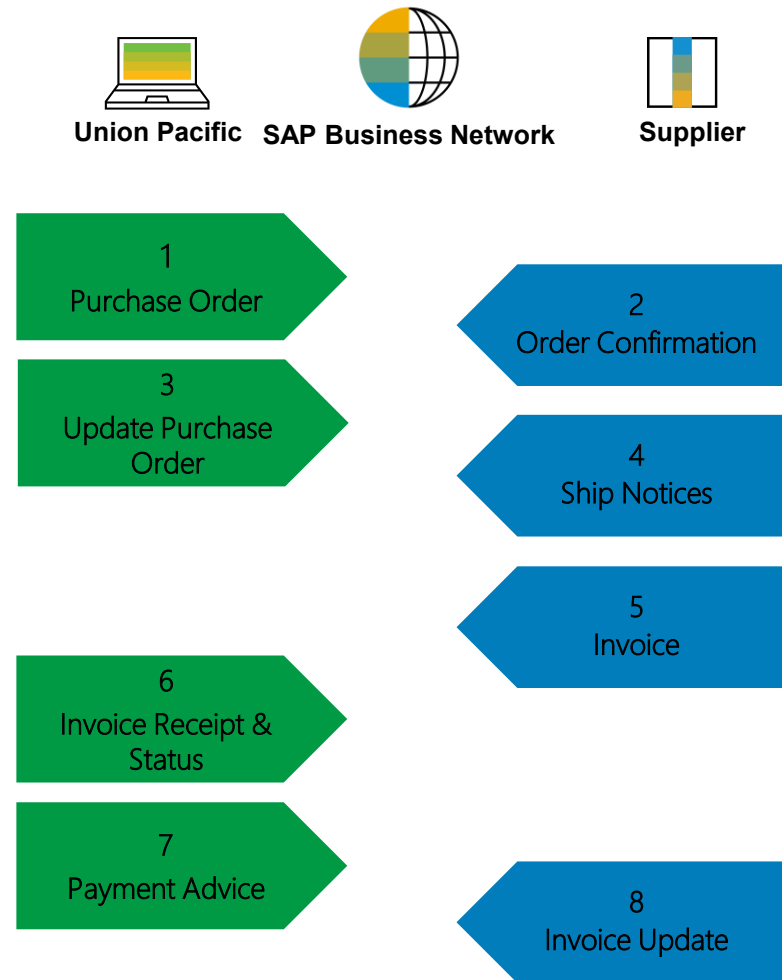 Union Pacific
SAP Business Network
Supplier
1
Purchase Order
2
Order Confirmation
3
Update Purchase
Order
4
Ship Notices
5
Invoice
6
Invoice Receipt &
Status
7
Payment Advice
8
Invoice Update